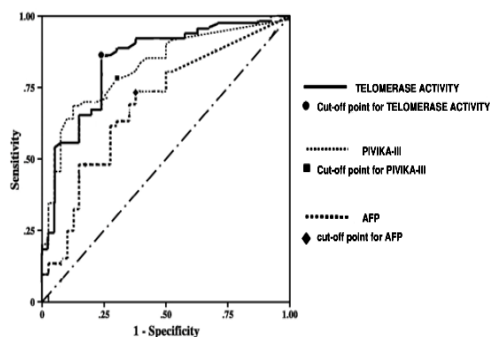 1.00
.75
.50
.25
0
Sensitivity
0 .25 .50 .75 1.00
1 - Specificity
TELOMERASE ACTIVITY
Cut-off point for TELOMERASE ACTIVITY
PIVIKA-III
Cut-off point for PIVIKA-III
AFP
cut-off point for AFP